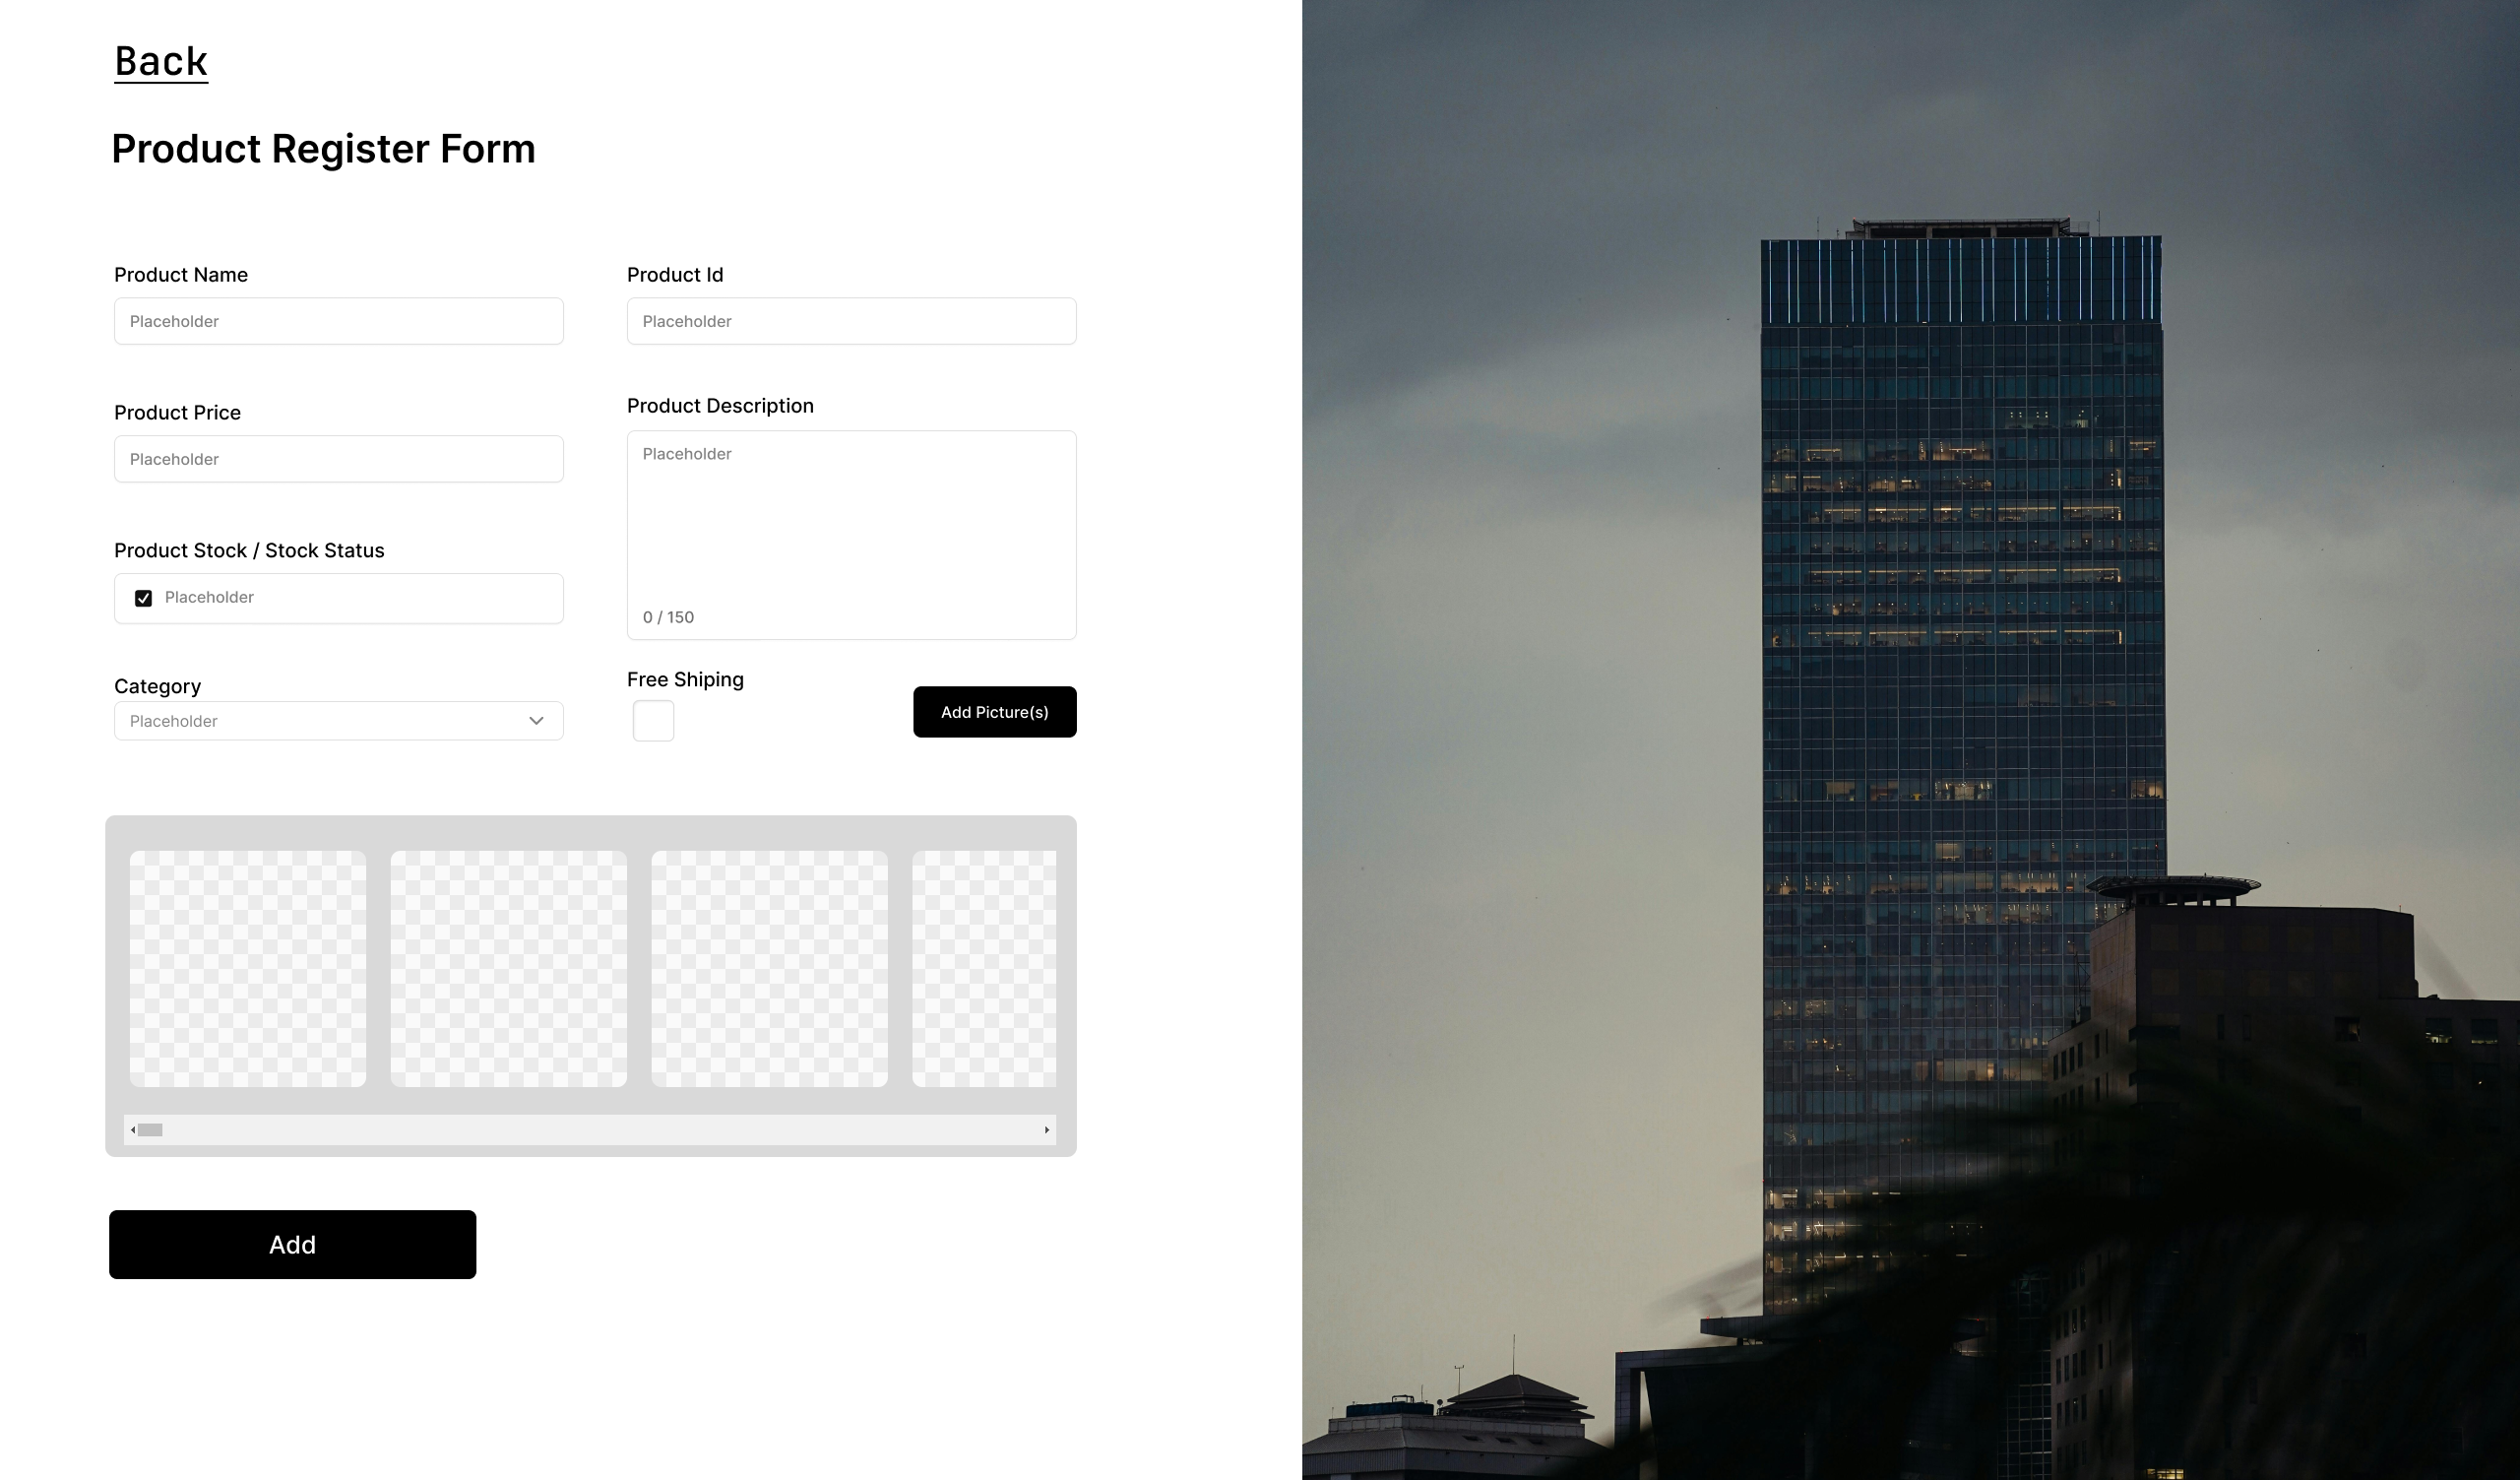 Back
Product Register Form
Product Name
Placeholder
Product Id
Placeholder
Product Price
Placeholder
Product Description
Placeholder
0 / 150
Product Stock / Stock Status
Placeholder
Category
Placeholder
Free Shiping
Add Picture(s)
Add